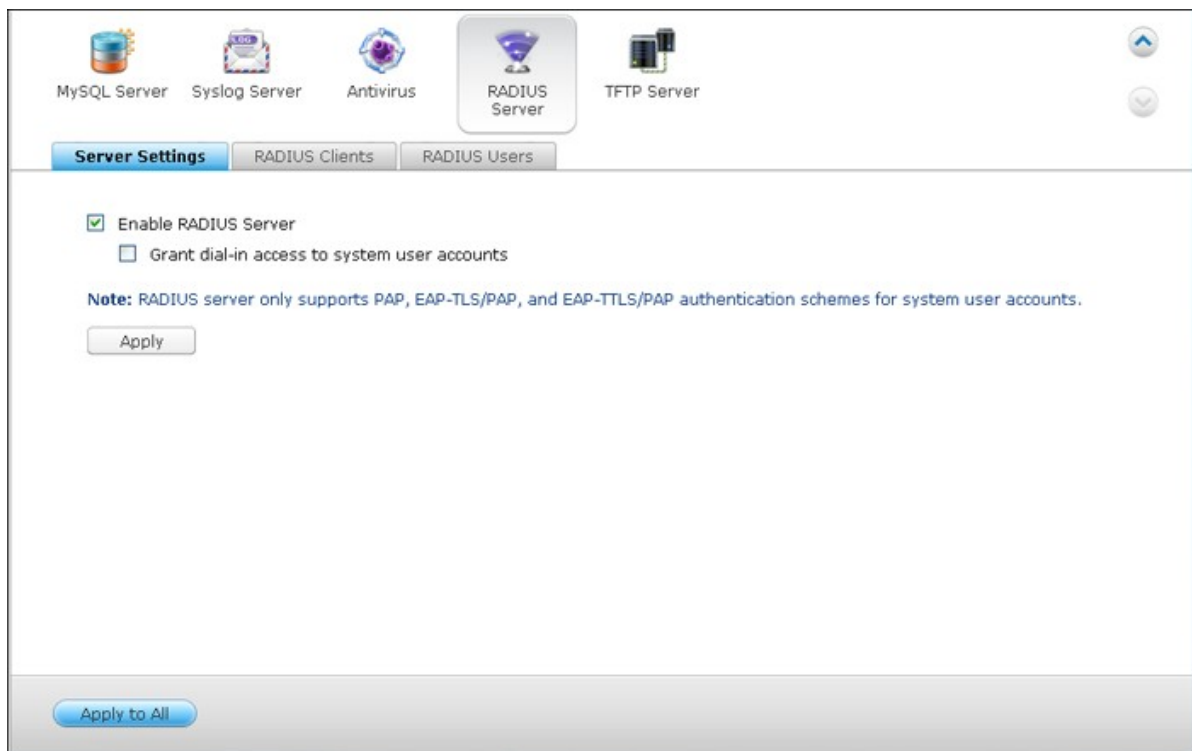 MySQL Server
Syslog Server
Antivirus
RADIUS
Server
TFTP Server
Server Settings
RADIUS Clients
RADIUS Users
Enable RADIUS Server
Grant dial-in access to system user accounts
Note: RADIUS server only supports PAP, EAP-TLS/PAP, and EAP-TTLS/PAP authentication schemes for system user accounts.
Apply
Apply to All